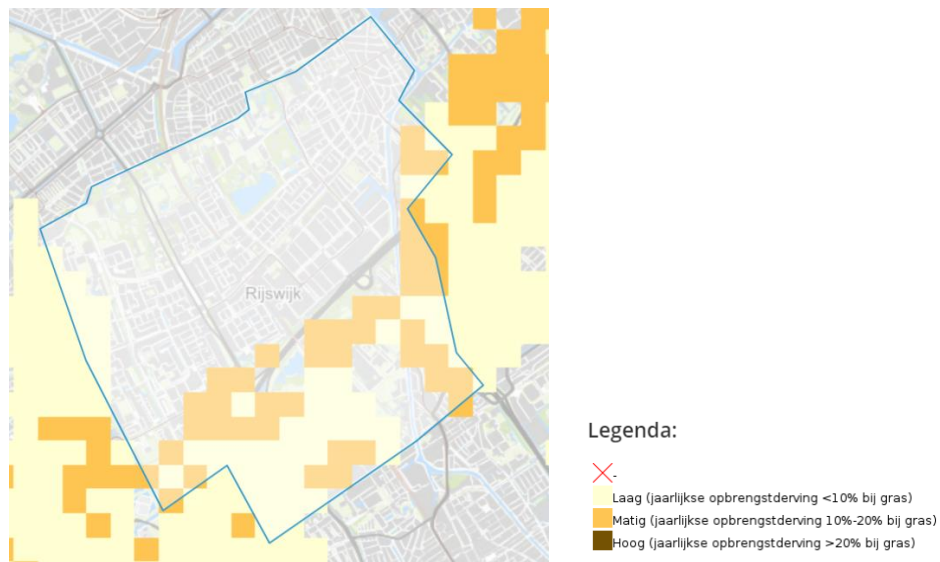 Rijswijk
Legenda:
-
Laag (jaarlijkse opbrengstderving <10% bij gras)
Matig (jaarlijkse opbrengstderving 10%-20% bij gras)
Hoog (jaarlijkse opbrengstderving >20% bij gras)